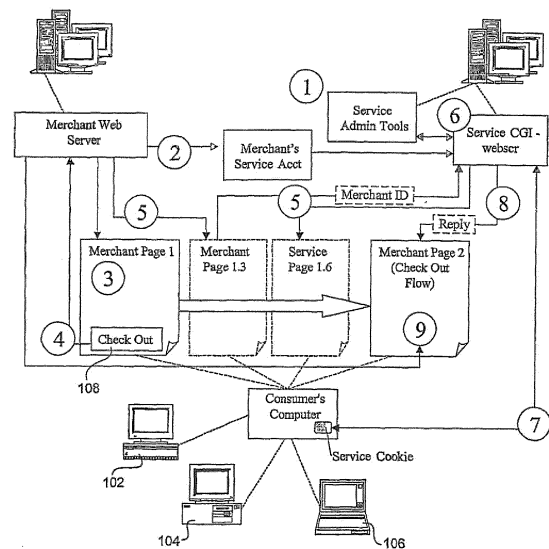 1
6
Merchant Web
Server
Service
Admin Tools
Service CGI -
webscr
2
Merchant's
Service Acct
5
5
Merchant ID
8
Reply
Merchant Page 1
Merchant
Page 1.3
Service
Page 1.6
Merchant Page 2
(Check Out
Flow)
3
4
Check Out
9
108
Consumer's
Computer
7
Service Cookie
102
104
106